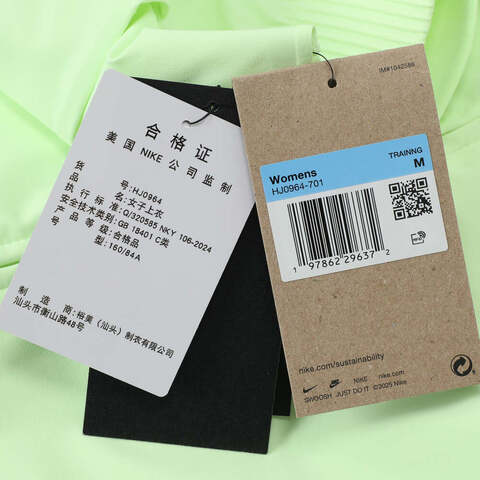 合格证
美国 NIKE 公司监制
货 号: HJ0964
品 名: 女子上衣
执行标准: Q/320585 NKY 106-2024
安全技术类别: GB 18401 C类
产品等级: 合格品
型: 160/84A
制造商: 裕美(汕头)制衣有限公司
汕头市衡山路48号
IM#1042586
Womens
HJ0964-701
TRAINNG
M
1 97862 29637 2
nike.com/sustainability
NIKE
nike.com
SWOOSH JUST DO IT ©2025 Nike